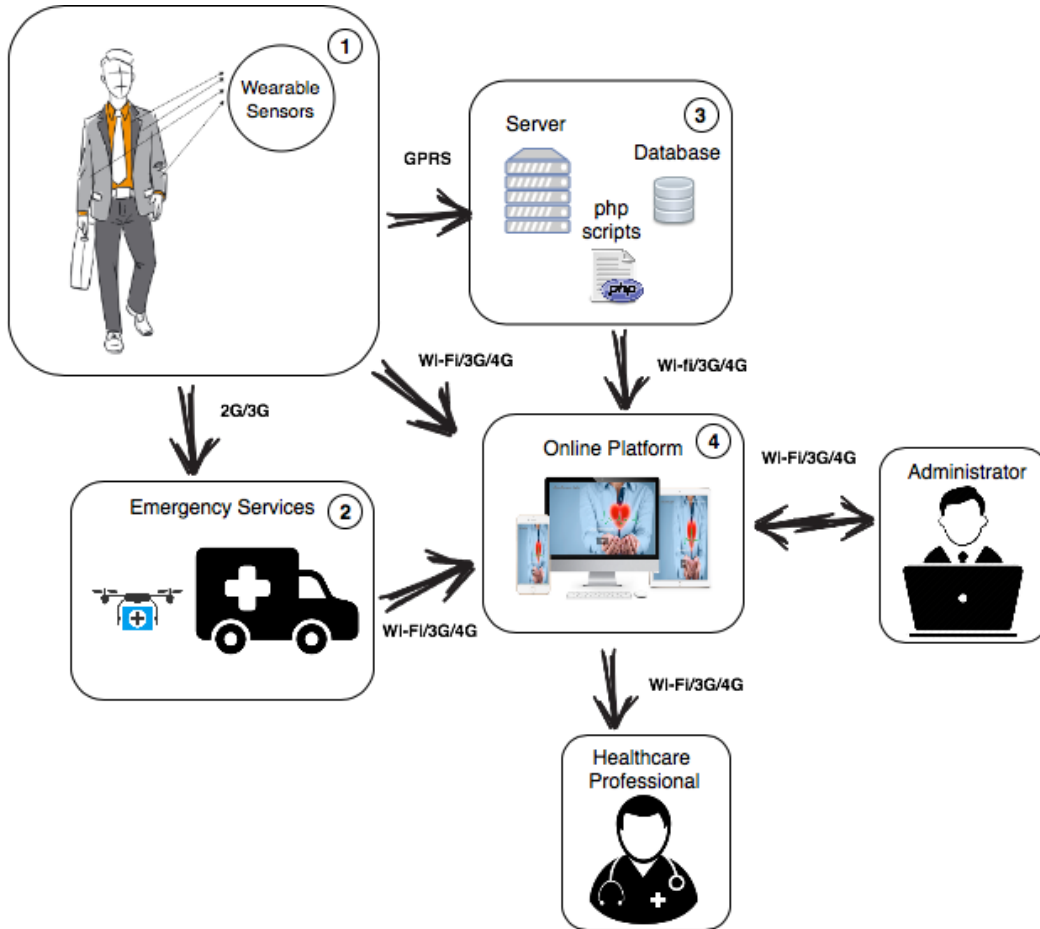 1
Wearable
Sensors
GPRS
3
Server
Database
php
scripts
php
Wi-Fi/3G/4G
Wi-fi/3G/4G
2G/3G
Emergency Services
2
Wi-Fi/3G/4G
Online Platform
4
Wi-Fi/3G/4G
Administrator
Wi-Fi/3G/4G
Healthcare
Professional